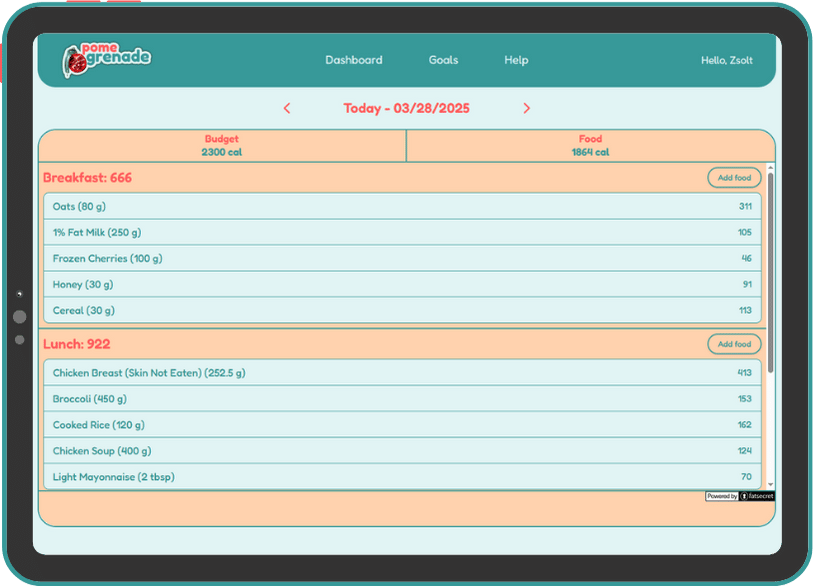 pome
grenade
Dashboard Goals Help Hello, Zsolt
Today - 03/28/2025
Budget Food
2300 cal 1864 cal
Breakfast: 666 Add food
Oats (80 g) 311
1% Fat Milk (250 g) 105
Frozen Cherries (100 g) 46
Honey (30 g) 91
Cereal (30 g) 113
Lunch: 922 Add food
Chicken Breast (Skin Not Eaten) (252.5 g) 413
Broccoli (450 g) 153
Cooked Rice (120 g) 162
Chicken Soup (400 g) 124
Light Mayonnaise (2 tbsp) 70
Powered by fatsecret